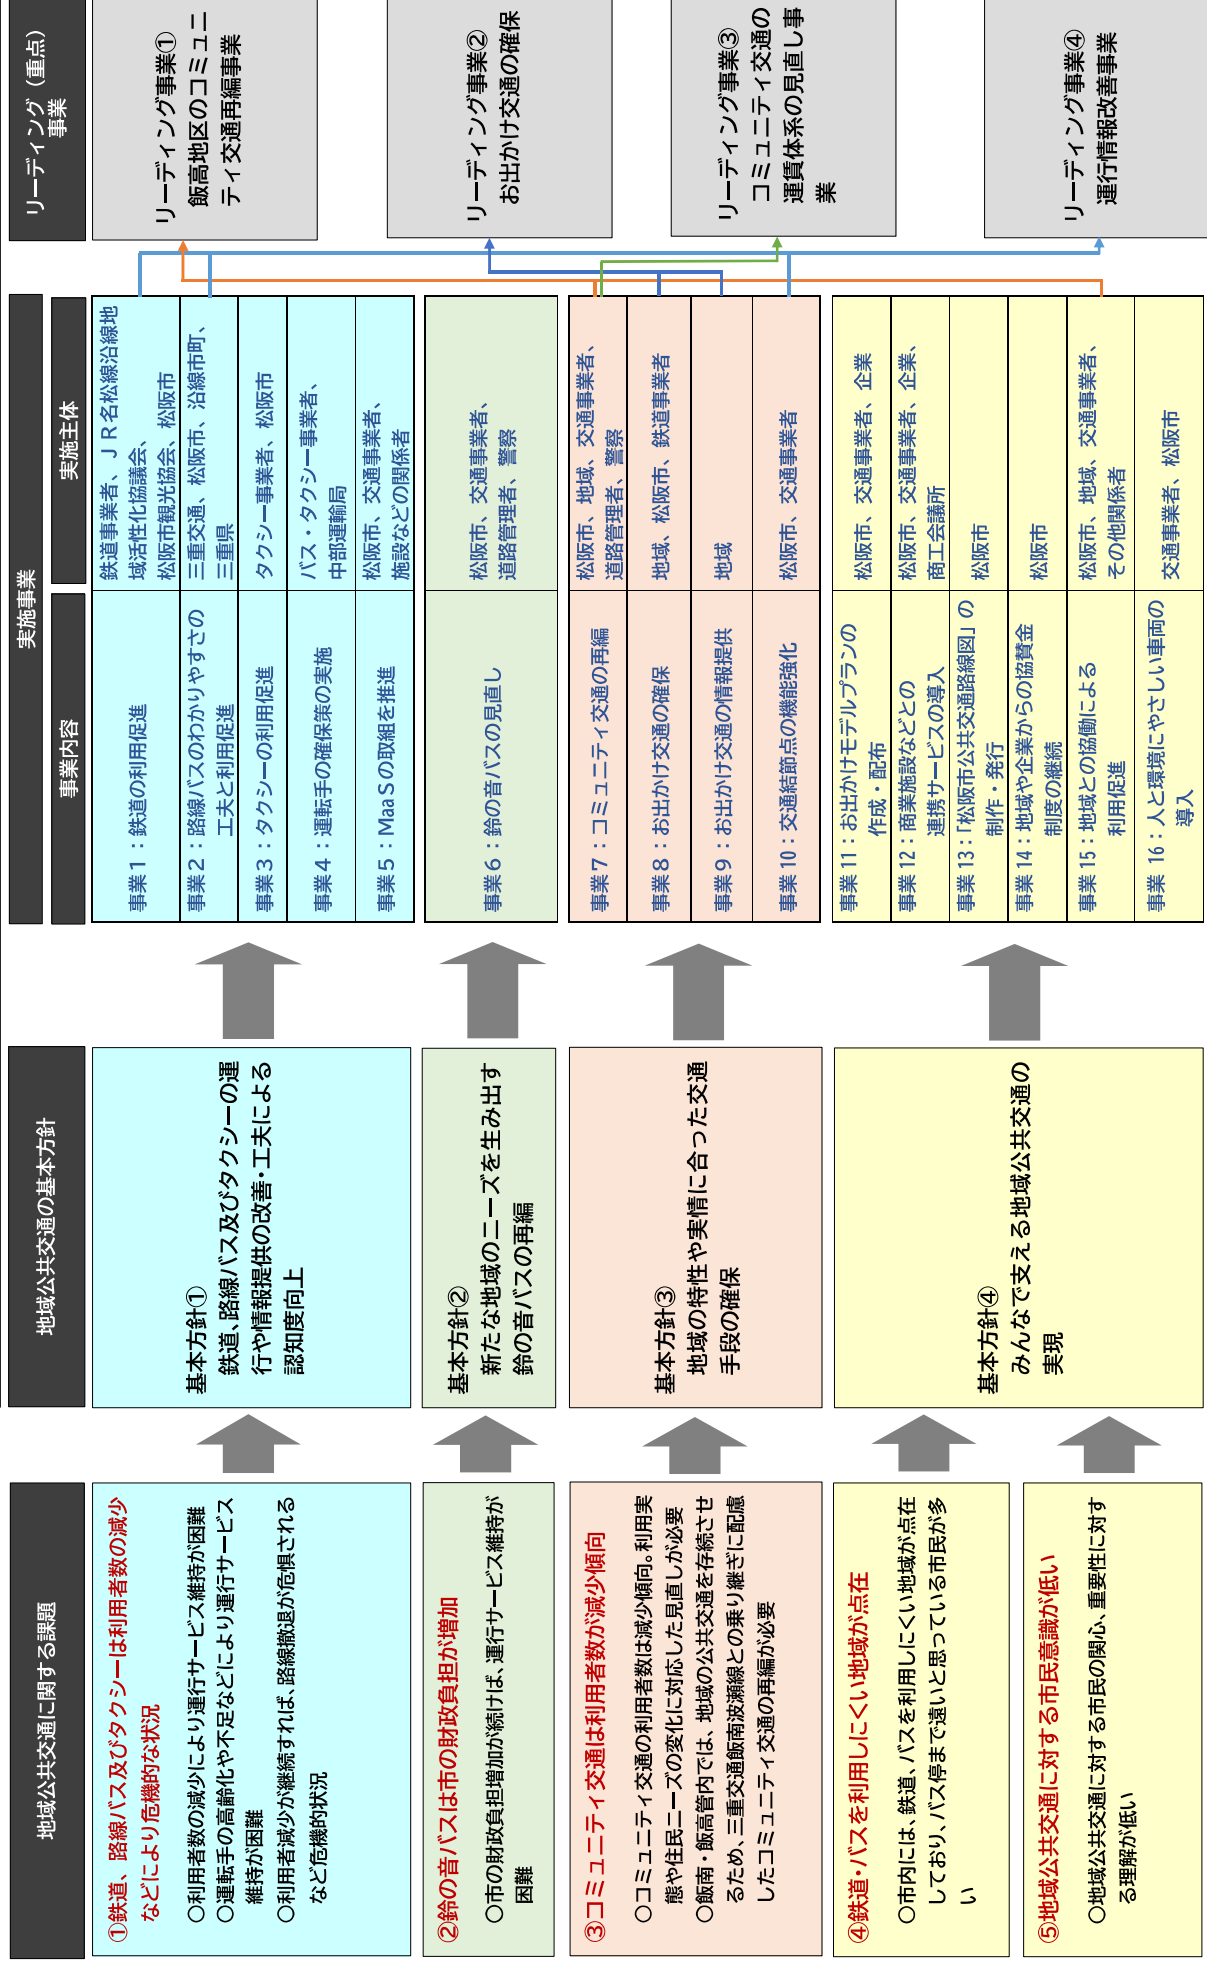 地域公共交通に関する課題
①鉄道、路線バス及びタクシーは利用者数の減少
などにより危機的な状況
○利用者数の減少により運行サービス維持が困難
○運転手の高齢化や不足などにより運行サービス
維持が困難
○利用者減少が継続すれば、路線撤退が危惧される
など危機的状況
②鈴の音バスは市の財政負担が増加
○市の財政負担増加が続けば、運行サービス維持が
困難
③コミュニティ交通は利用者数が減少傾向
○コミュニティ交通の利用者数は減少傾向。利用実
態や住民ニーズの変化に対応した見直しが必要
○飯南・飯高管内では、地域の公共交通を存続させ
るため、三重交通飯南波瀬線との乗り継ぎに配慮
したコミュニティ交通の再編が必要
④鉄道・バスを利用しにくい地域が点在
○市内には、鉄道、バスを利用しにくい地域が点在
しており、バス停まで遠いと思っている市民が多
い
⑤地域公共交通に対する市民意識が低い
○地域公共交通に対する市民の関心、重要性に対す
る理解が低い
地域公共交通の基本方針
基本方針①
鉄道、路線バス及びタクシーの運
行や情報提供の改善・工夫による
認知度向上
基本方針②
新たな地域のニーズを生み出す
鈴の音バスの再編
基本方針③
地域の特性や実情に合った交通
手段の確保
基本方針④
みんなで支える地域公共交通の
実現
実施事業
事業内容
実施主体
事業1：鉄道の利用促進
鉄道事業者、ＪＲ名松線沿線地
域活性化協議会、
松阪市観光協会、松阪市
事業2：路線バスのわかりやすさの
工夫と利用促進
三重交通、松阪市、沿線市町、
三重県
事業3：タクシーの利用促進
タクシー事業者、松阪市
事業4：運転手の確保策の実施
バス・タクシー事業者、
中部運輸局
事業5：MaaSの取組を推進
松阪市、交通事業者、
施設などの関係者
事業6：鈴の音バスの見直し
松阪市、交通事業者、
道路管理者、警察
事業7：コミュニティ交通の再編
松阪市、地域、交通事業者、
道路管理者、警察
事業8：お出かけ交通の確保
地域、松阪市、鉄道事業者
事業9：お出かけ交通の情報提供
地域
事業10：交通結節点の機能強化
松阪市、交通事業者
事業11：お出かけモデルプランの
作成・配布
松阪市、交通事業者、企業
事業12：商業施設などとの
連携サービスの導入
松阪市、交通事業者、企業、
商工会議所
事業13：「松阪市公共交通路線図」の
制作・発行
松阪市
事業14：地域や企業からの協賛金
制度の継続
松阪市
事業15：地域との協働による
利用促進
松阪市、地域、交通事業者、
その他関係者
事業16：人と環境にやさしい車両の
導入
交通事業者、松阪市
リーディング（重点）
事業
リーディング事業①
飯高地区のコミュニ
ティ交通再編事業
リーディング事業②
お出かけ交通の確保
リーディング事業③
コミュニティ交通の
運賃体系の見直し事
業
リーディング事業④
運行情報改善事業